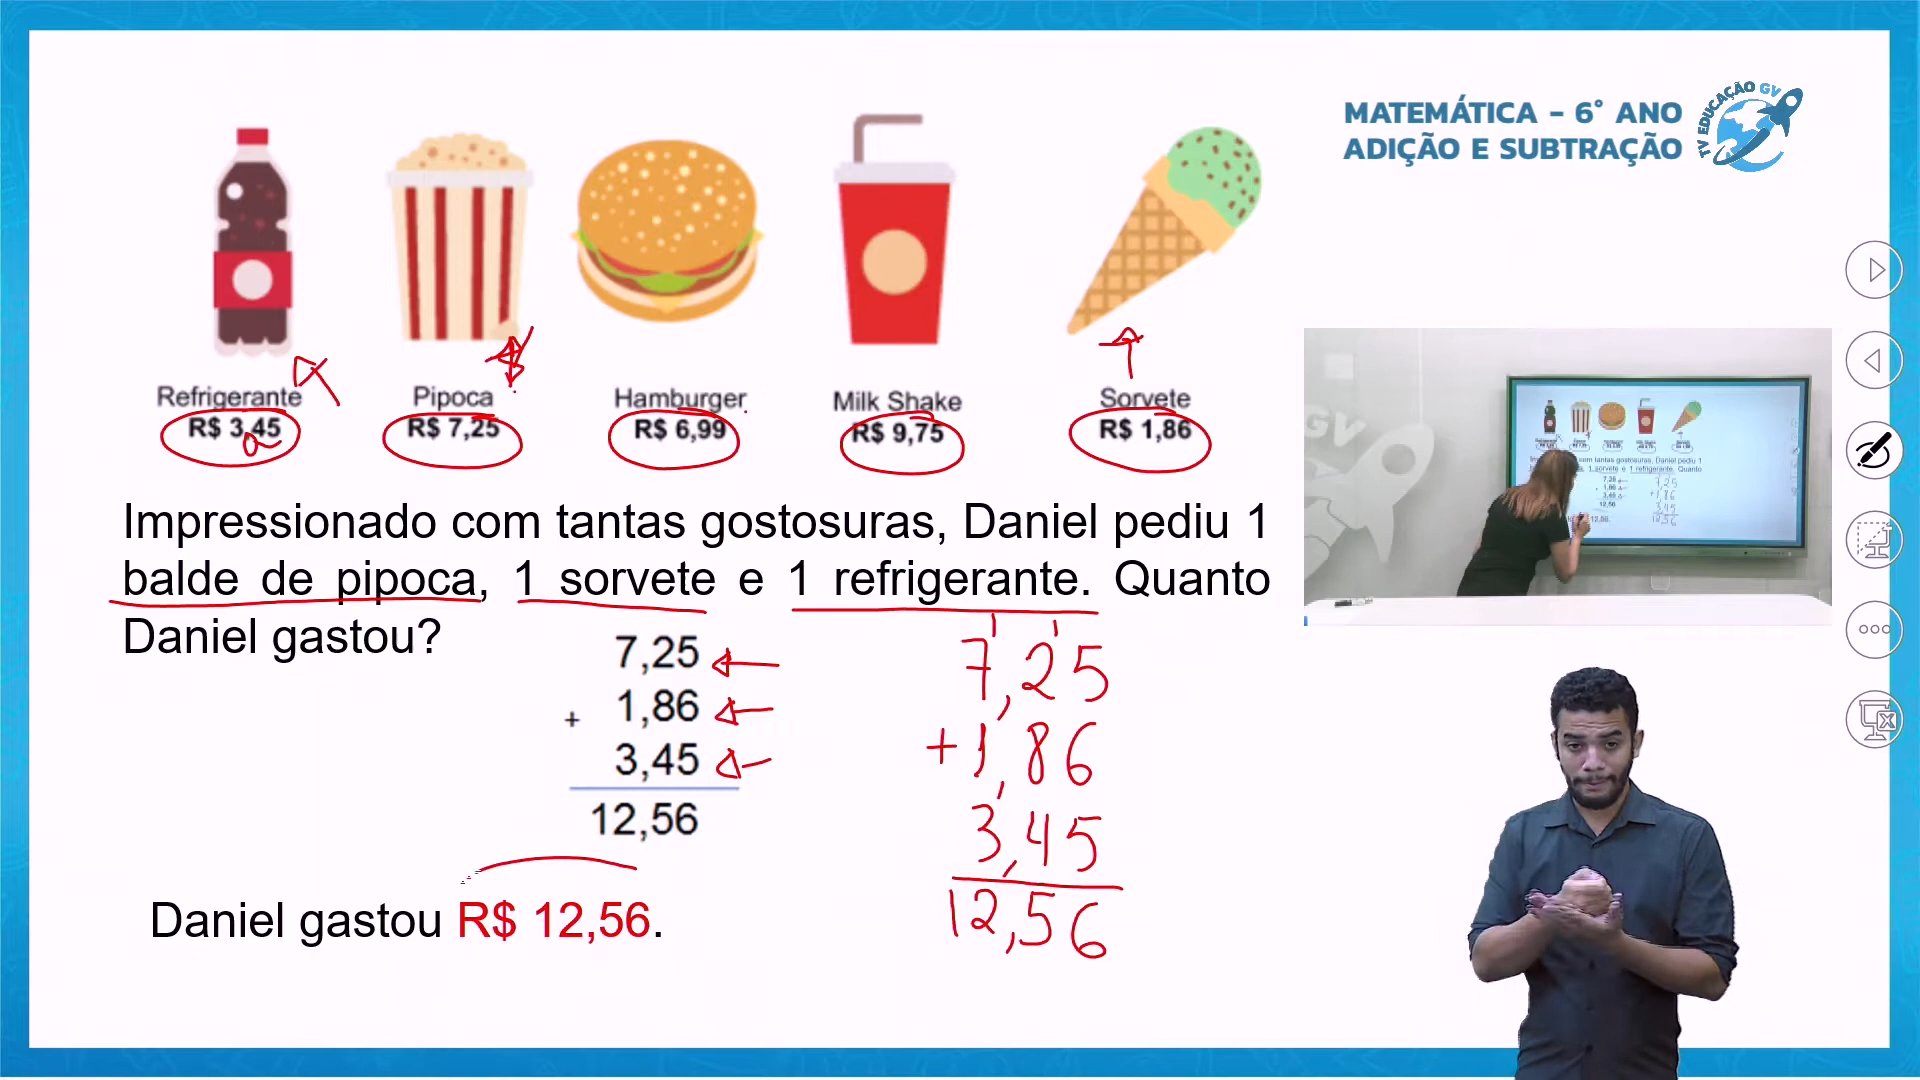 MATEMÁTICA - 6° ANO
ADIÇÃO E SUBTRAÇÃO
TV EDUCAÇÃO GV
Refrigerante
R$ 3,45
Pipoca
R$ 7,25
Hamburger
R$ 6,99
Milk Shake
R$ 9,75
Sorvete
R$ 1,86
Impressionado com tantas gostosuras, Daniel pediu 1
balde de pipoca, 1 sorvete e 1 refrigerante. Quanto
Daniel gastou?
7,25
+ 1,86
3,45
12,56
1 1
7,25
+1,86
3,45
12,56
Daniel gastou R$ 12,56.
GV